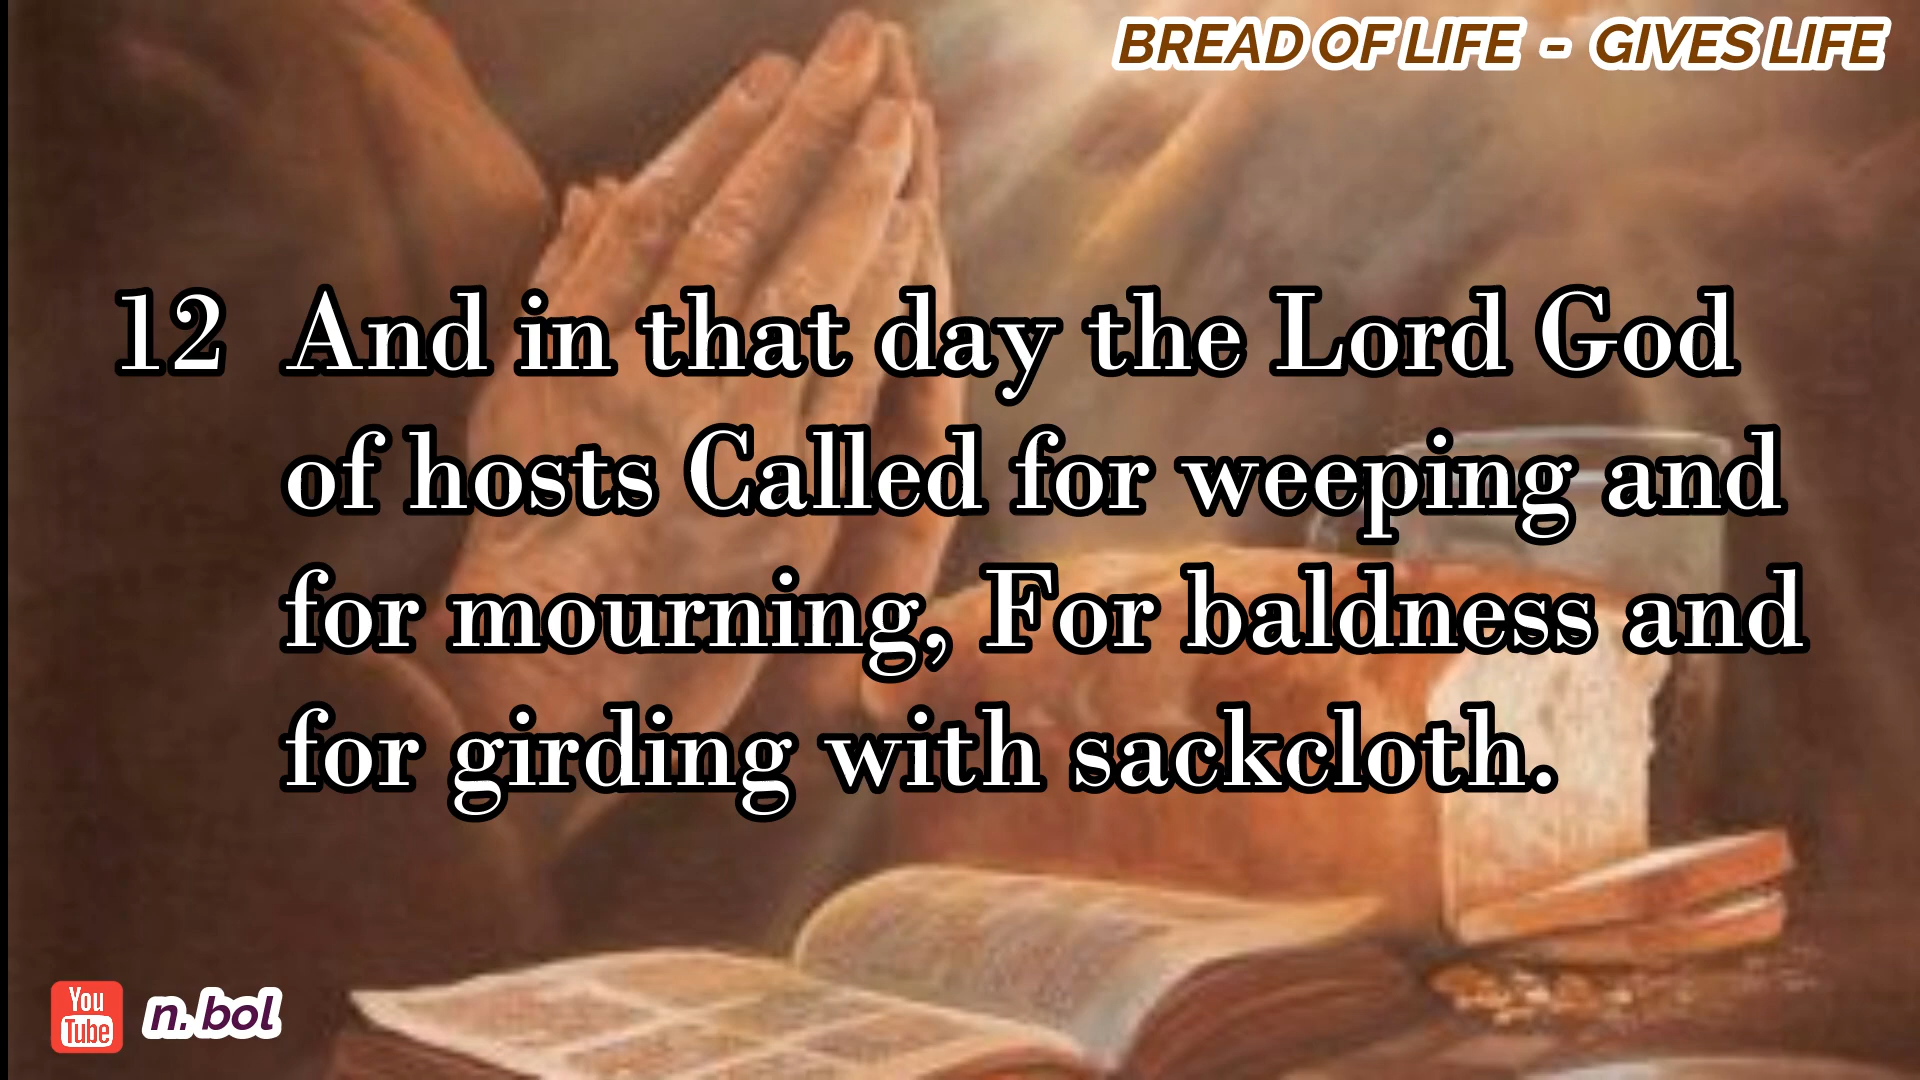 BREAD OF LIFE - GIVES LIFE
12 And in that day the Lord God
of hosts Called for weeping and
for mourning, For baldness and
for girding with sackcloth.
You
Tube
n. bol